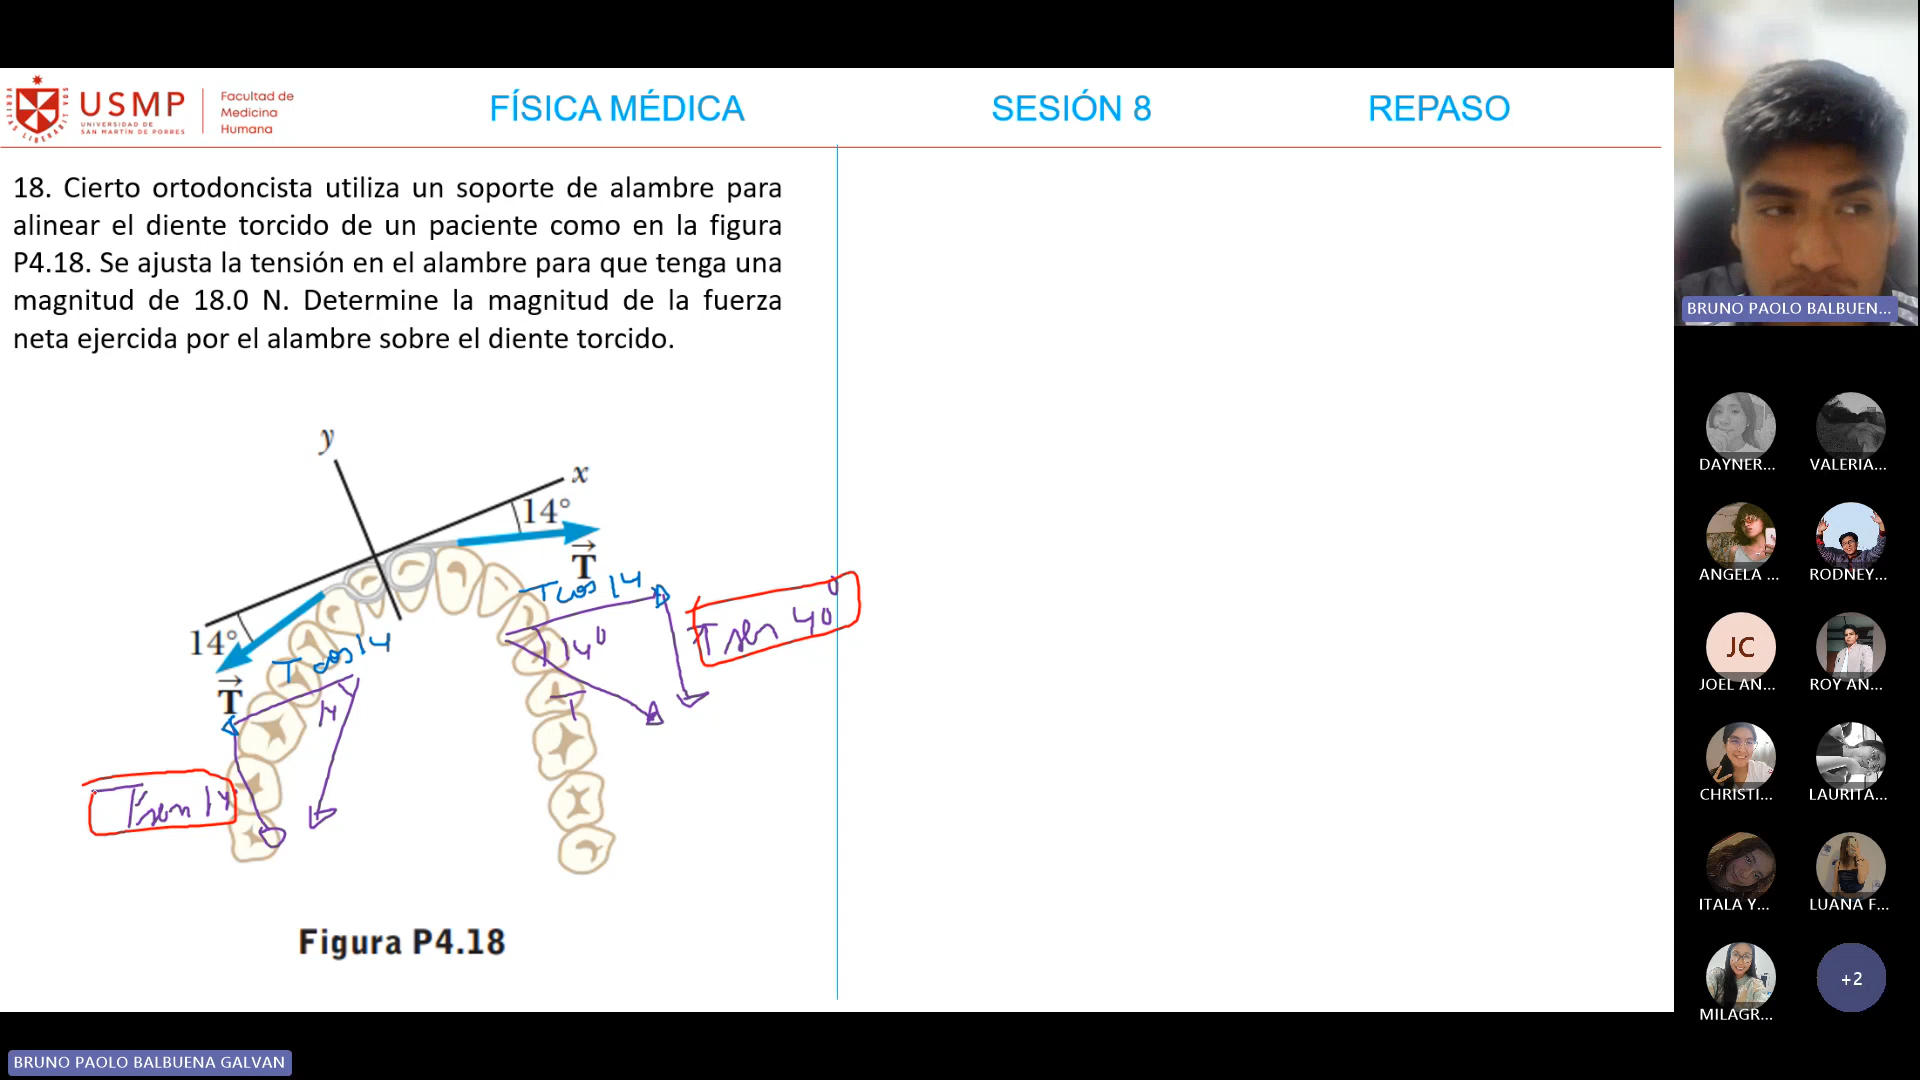 USMP
UNIVERSIDAD DE
SAN MARTÍN DE PORRES
Facultad de
Medicina
Humana
VERITAS LIBERABIT VOS
FÍSICA MÉDICA
SESIÓN 8
REPASO
18. Cierto ortodoncista utiliza un soporte de alambre para
alinear el diente torcido de un paciente como en la figura
P4.18. Se ajusta la tensión en el alambre para que tenga una
magnitud de 18.0 N. Determine la magnitud de la fuerza
neta ejercida por el alambre sobre el diente torcido.
y
x
14°
T
T cos 14
T sen 40°
14°
T
14°
T
T cos 14
14
T sen 14
Figura P4.18
BRUNO PAOLO BALBUEN...
DAYNER...
VALERIA...
ANGELA ...
RODNEY...
JC
JOEL AN...
ROY AN...
CHRISTI...
LAURITA...
ITALA Y...
LUANA F...
MILAGR...
+2
BRUNO PAOLO BALBUENA GALVAN